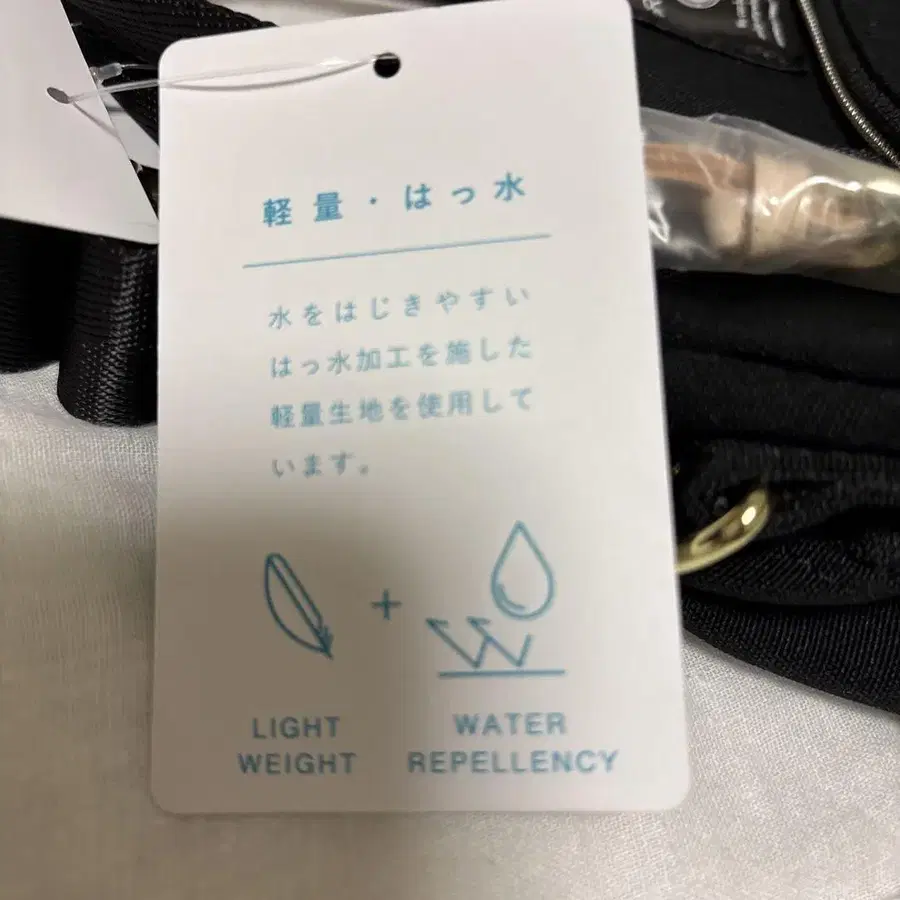 軽量・はっ水
水をはじきやすい
はっ水加工を施した
軽量生地を使用して
います。
+
LIGHT
WEIGHT
WATER
REPELLENCY